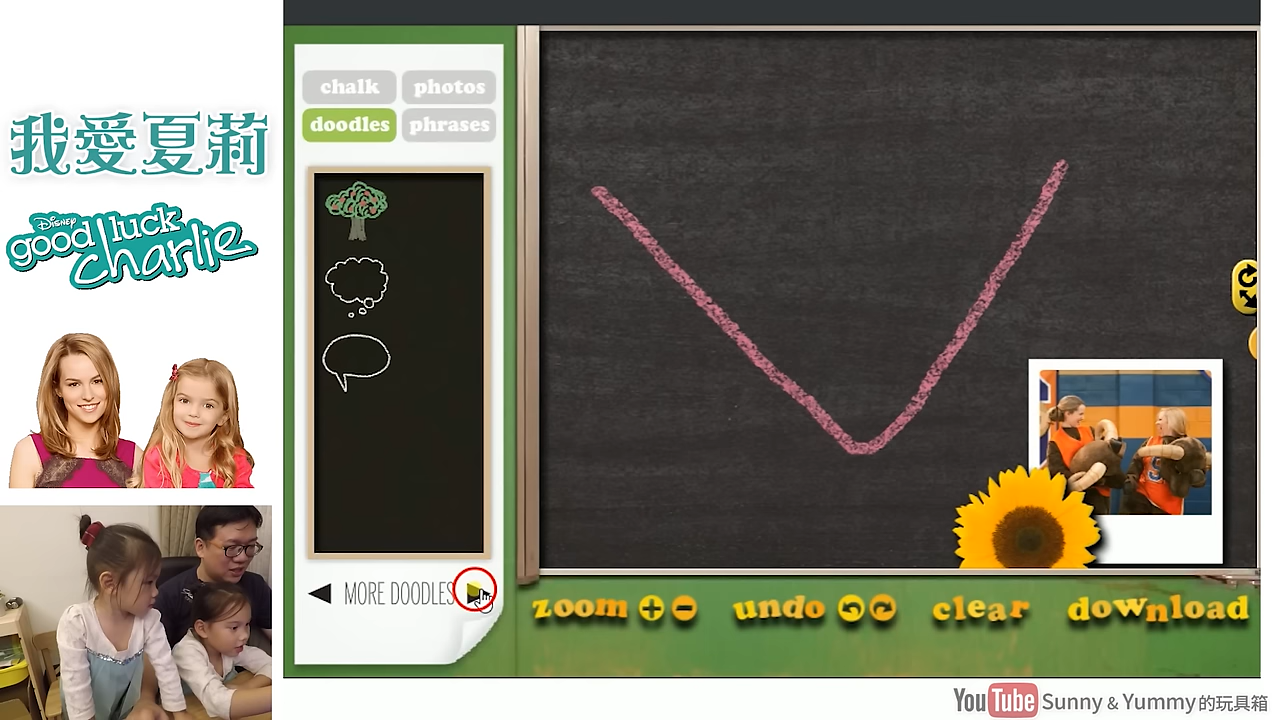 我愛夏莉
DISNEY
good luck
charlie
chalk
photos
doodles
phrases
MORE DOODLES
zoom
undo
clear
download
YouTube Sunny & Yummy的玩具箱